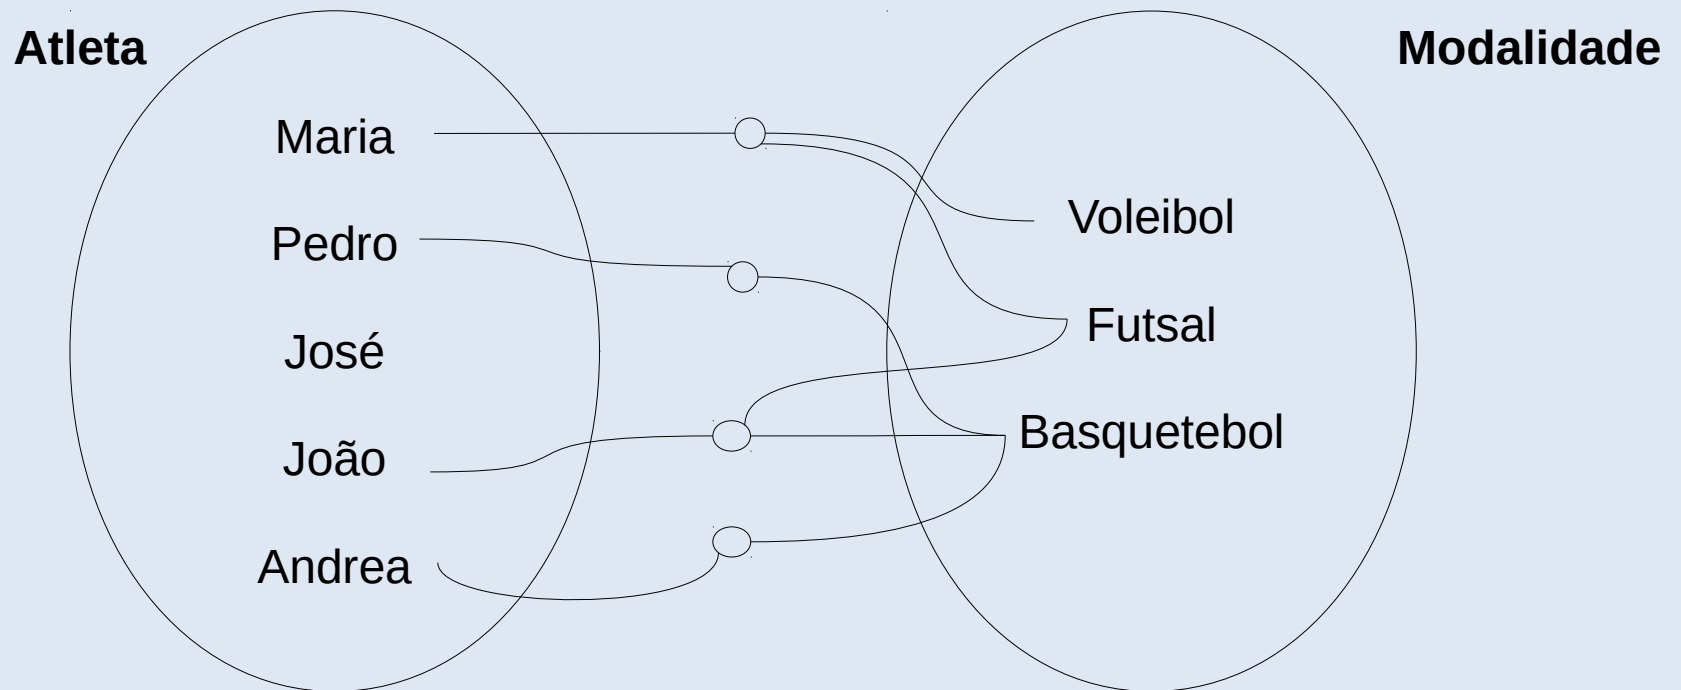 Atleta
Modalidade
Maria
Pedro
José
João
Andrea
Voleibol
Futsal
Basquetebol